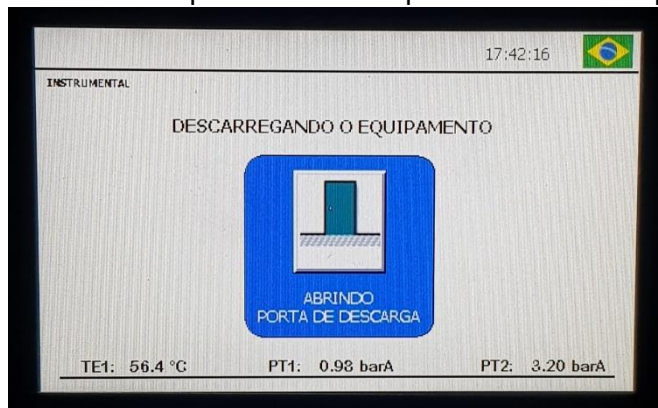 17:42:16
INSTRUMENTAL
DESCARREGANDO O EQUIPAMENTO
ABRINDO
PORTA DE DESCARGA
TE1: 56.4 °C PT1: 0.98 barA PT2: 3.20 barA